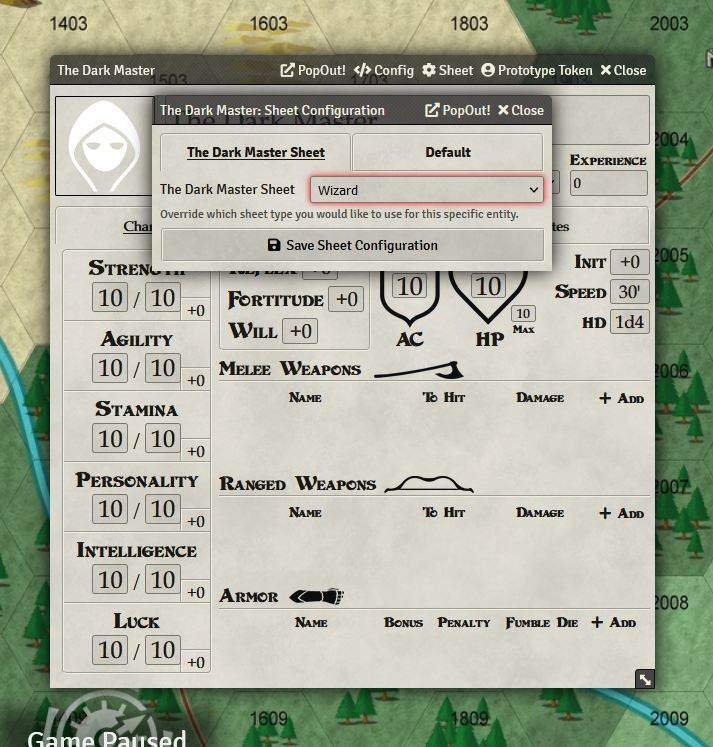 1403
1603
1803
2003
1503
1703
1903
The Dark Master
PopOut! Config Sheet Prototype Token Close
The Dark Master: Sheet Configuration PopOut! Close
The Dark Master Sheet Default
The Dark Master Sheet Wizard
Override which sheet type you would like to use for this specific entity.
Save Sheet Configuration
2004
Experience
0
Strength
10 / 10 +0
Agility
10 / 10 +0
Stamina
10 / 10 +0
Personality
10 / 10 +0
Intelligence
10 / 10 +0
Luck
10 / 10 +0
Reflex +0
Fortitude +0
Will +0
10
AC
10
HP
10
Max
Init +0
Speed 30'
HD 1d4
2005
Melee Weapons
2006
Name To Hit Damage + Add
Ranged Weapons
2007
Name To Hit Damage + Add
Armor
2008
Name Bonus Penalty Fumble Die + Add
1609
1809
2009
Game Paused